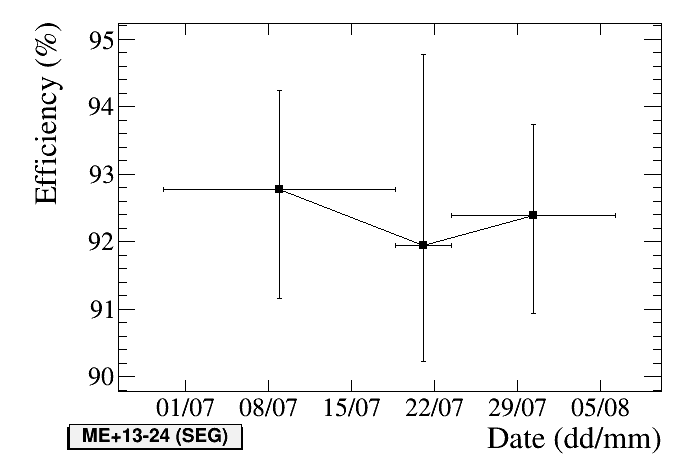 Efficiency (%)
95
94
93
92
91
90
01/07 08/07 15/07 22/07 29/07 05/08
Date (dd/mm)
ME+13-24 (SEG)